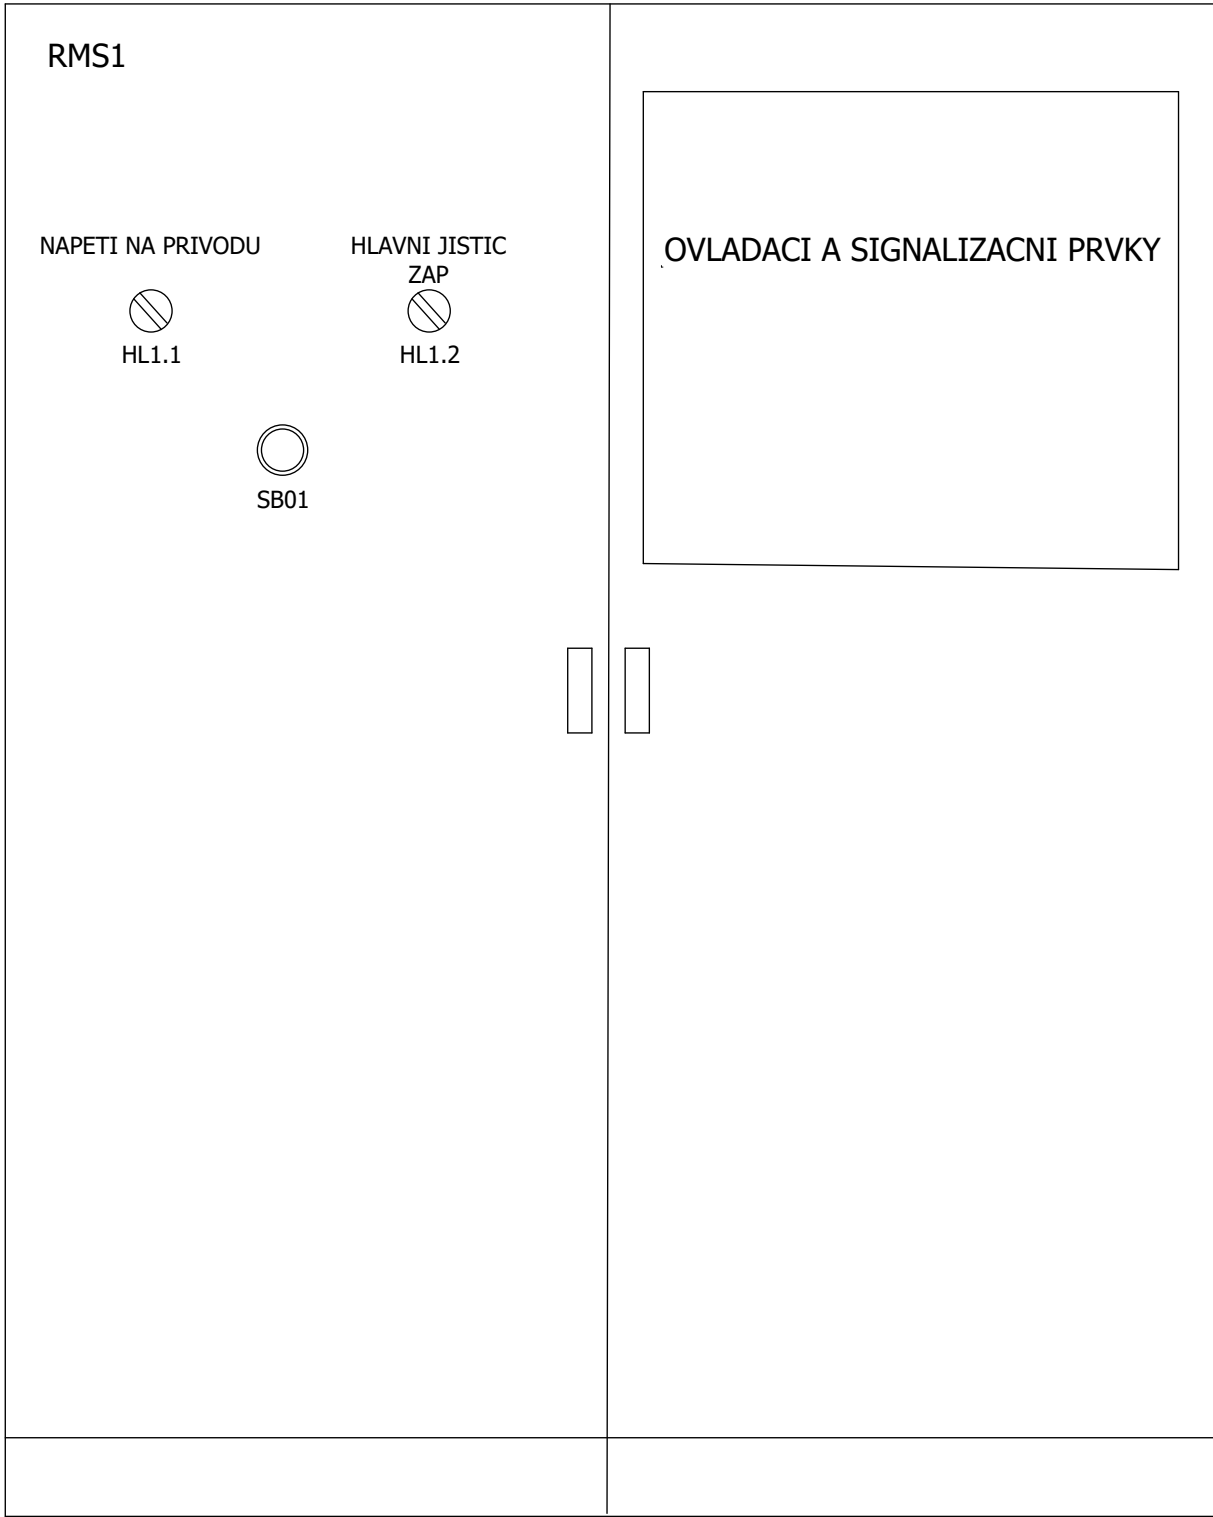 RMS1
NAPETI NA PRIVODU
HLAVNI JISTIC
ZAP
HL1.1
HL1.2
SB01
OVLADACI A SIGNALIZACNI PRVKY